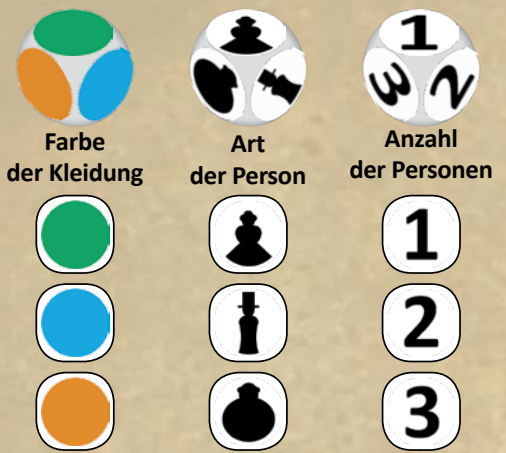 1
3 2
Farbe
der Kleidung
Art
der Person
Anzahl
der Personen
1
2
3